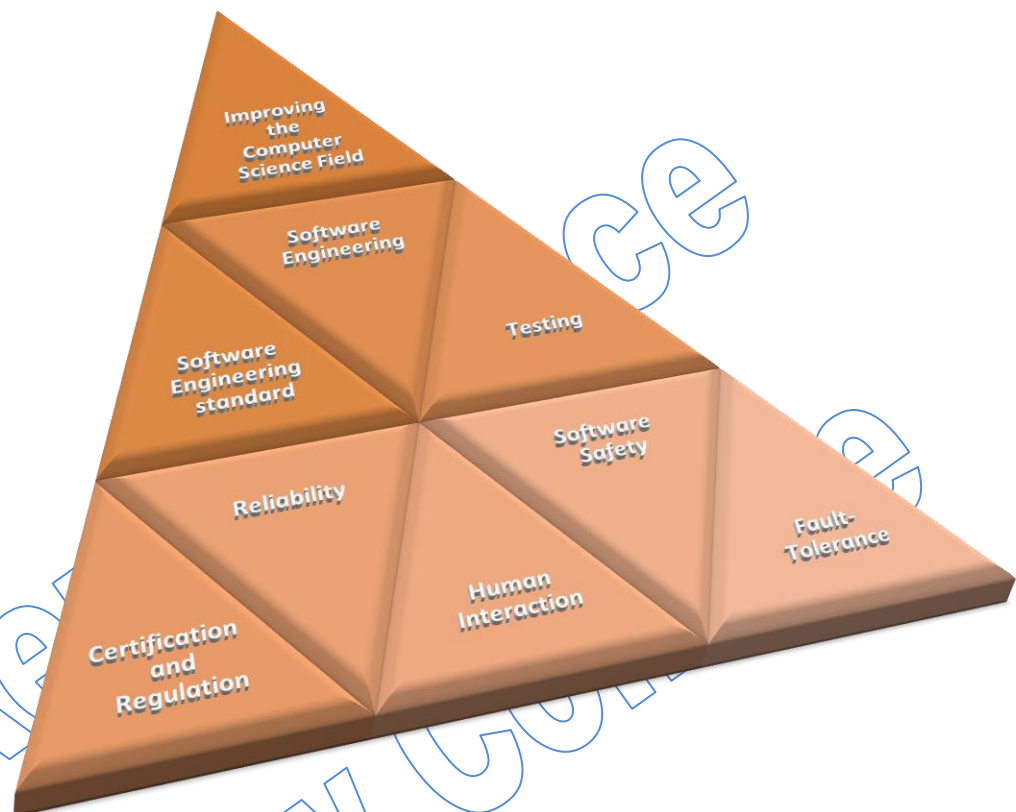 Improving
the
Computer
Science Field
Software
Engineering
Software
Engineering
standard
Testing
Software
Safety
Reliability
Fault-
Tolerance
Human
Interaction
Certification
and
Regulation